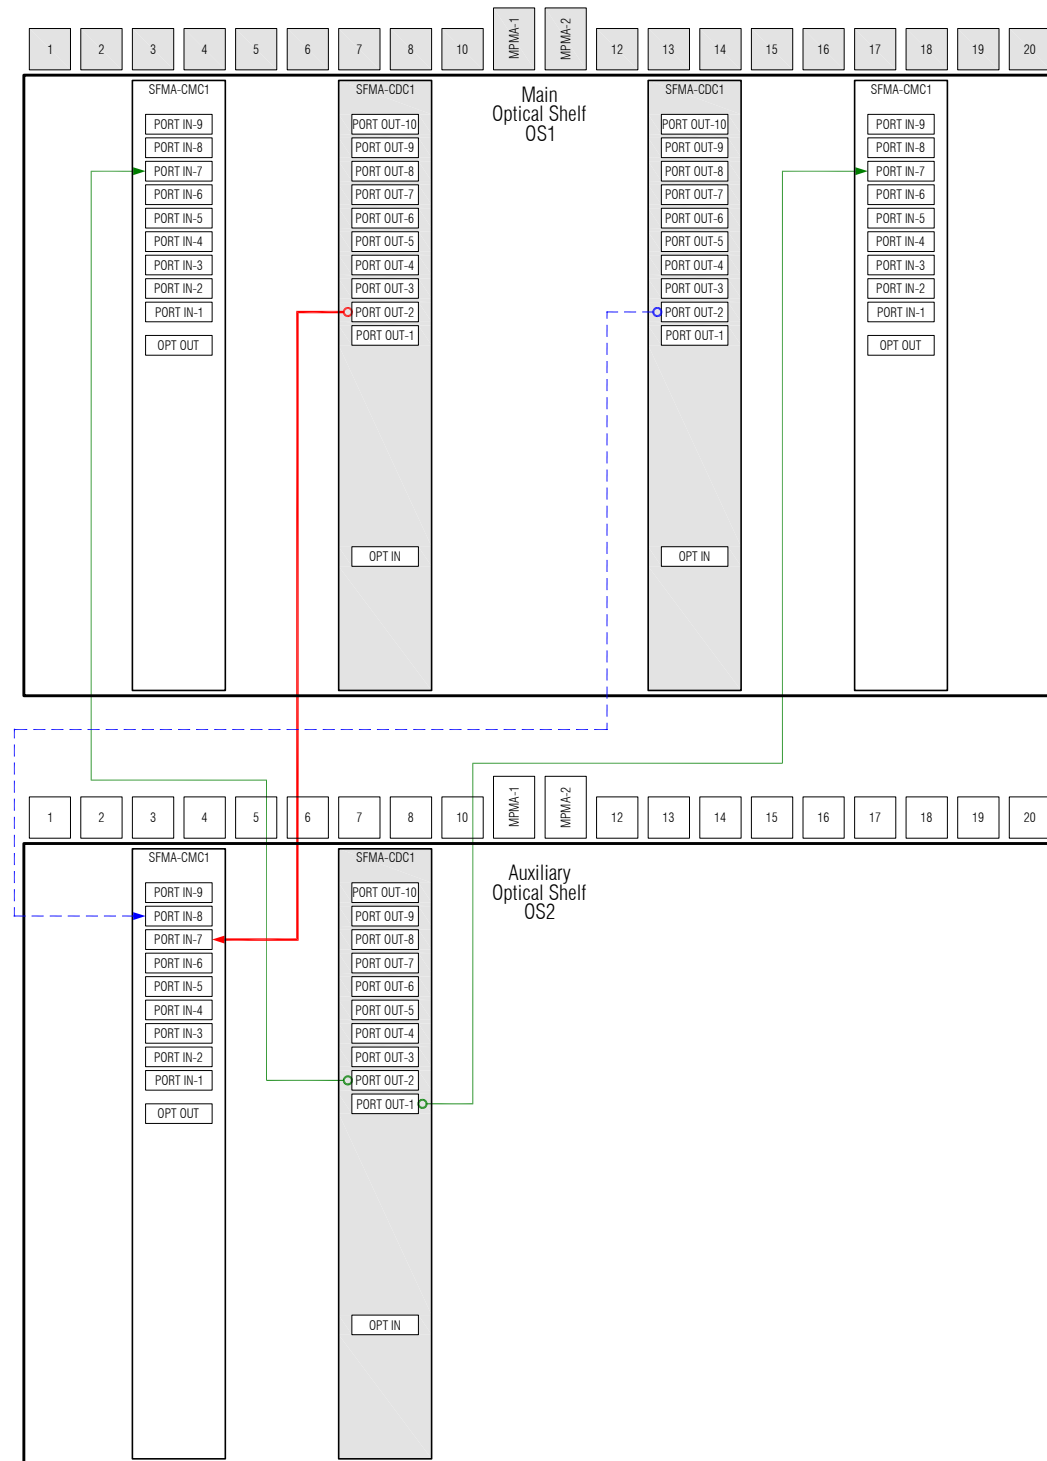 1 2 3 4 5 6 7 8 10 MPMA-1 MPMA-2 12 13 14 15 16 17 18 19 20
SFMA-CMC1
PORT IN-9
PORT IN-8
PORT IN-7
PORT IN-6
PORT IN-5
PORT IN-4
PORT IN-3
PORT IN-2
PORT IN-1
OPT OUT
SFMA-CDC1
PORT OUT-10
PORT OUT-9
PORT OUT-8
PORT OUT-7
PORT OUT-6
PORT OUT-5
PORT OUT-4
PORT OUT-3
PORT OUT-2
PORT OUT-1
OPT IN
Main
Optical Shelf
OS1
SFMA-CDC1
PORT OUT-10
PORT OUT-9
PORT OUT-8
PORT OUT-7
PORT OUT-6
PORT OUT-5
PORT OUT-4
PORT OUT-3
PORT OUT-2
PORT OUT-1
OPT IN
SFMA-CMC1
PORT IN-9
PORT IN-8
PORT IN-7
PORT IN-6
PORT IN-5
PORT IN-4
PORT IN-3
PORT IN-2
PORT IN-1
OPT OUT
1 2 3 4 5 6 7 8 10 MPMA-1 MPMA-2 12 13 14 15 16 17 18 19 20
SFMA-CMC1
PORT IN-9
PORT IN-8
PORT IN-7
PORT IN-6
PORT IN-5
PORT IN-4
PORT IN-3
PORT IN-2
PORT IN-1
OPT OUT
SFMA-CDC1
PORT OUT-10
PORT OUT-9
PORT OUT-8
PORT OUT-7
PORT OUT-6
PORT OUT-5
PORT OUT-4
PORT OUT-3
PORT OUT-2
PORT OUT-1
OPT IN
Auxiliary
Optical Shelf
OS2